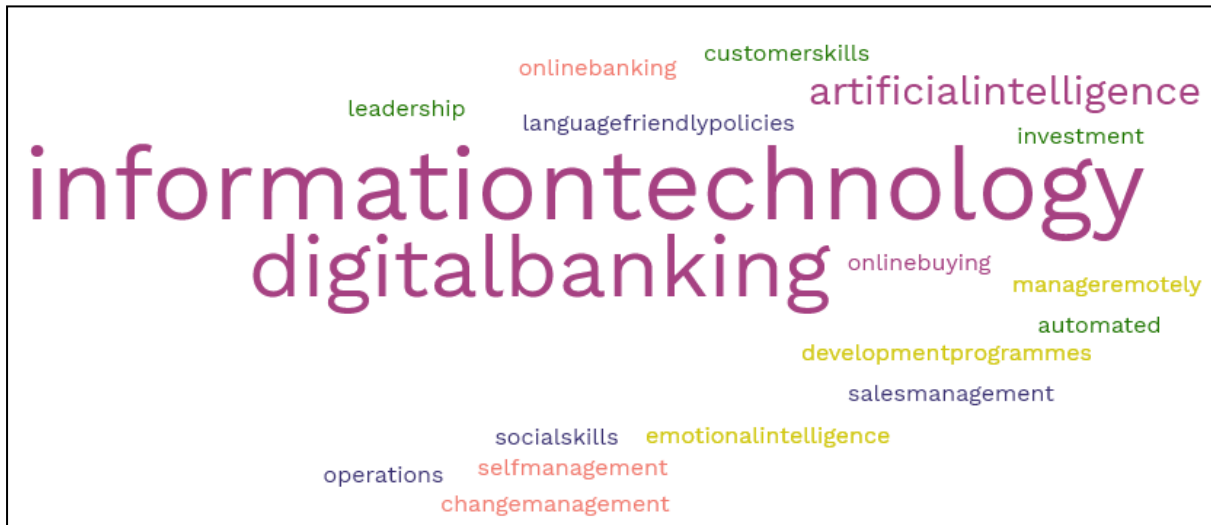 customerskills
onlinebanking
artificialintelligence
leadership
languagefriendlypolicies
investment
informationtechnology
digitalbanking
onlinebuying
manageremotely
automated
developmentprogrammes
salesmanagement
socialskills
emotionalintelligence
operations
selfmanagement
changemanagement